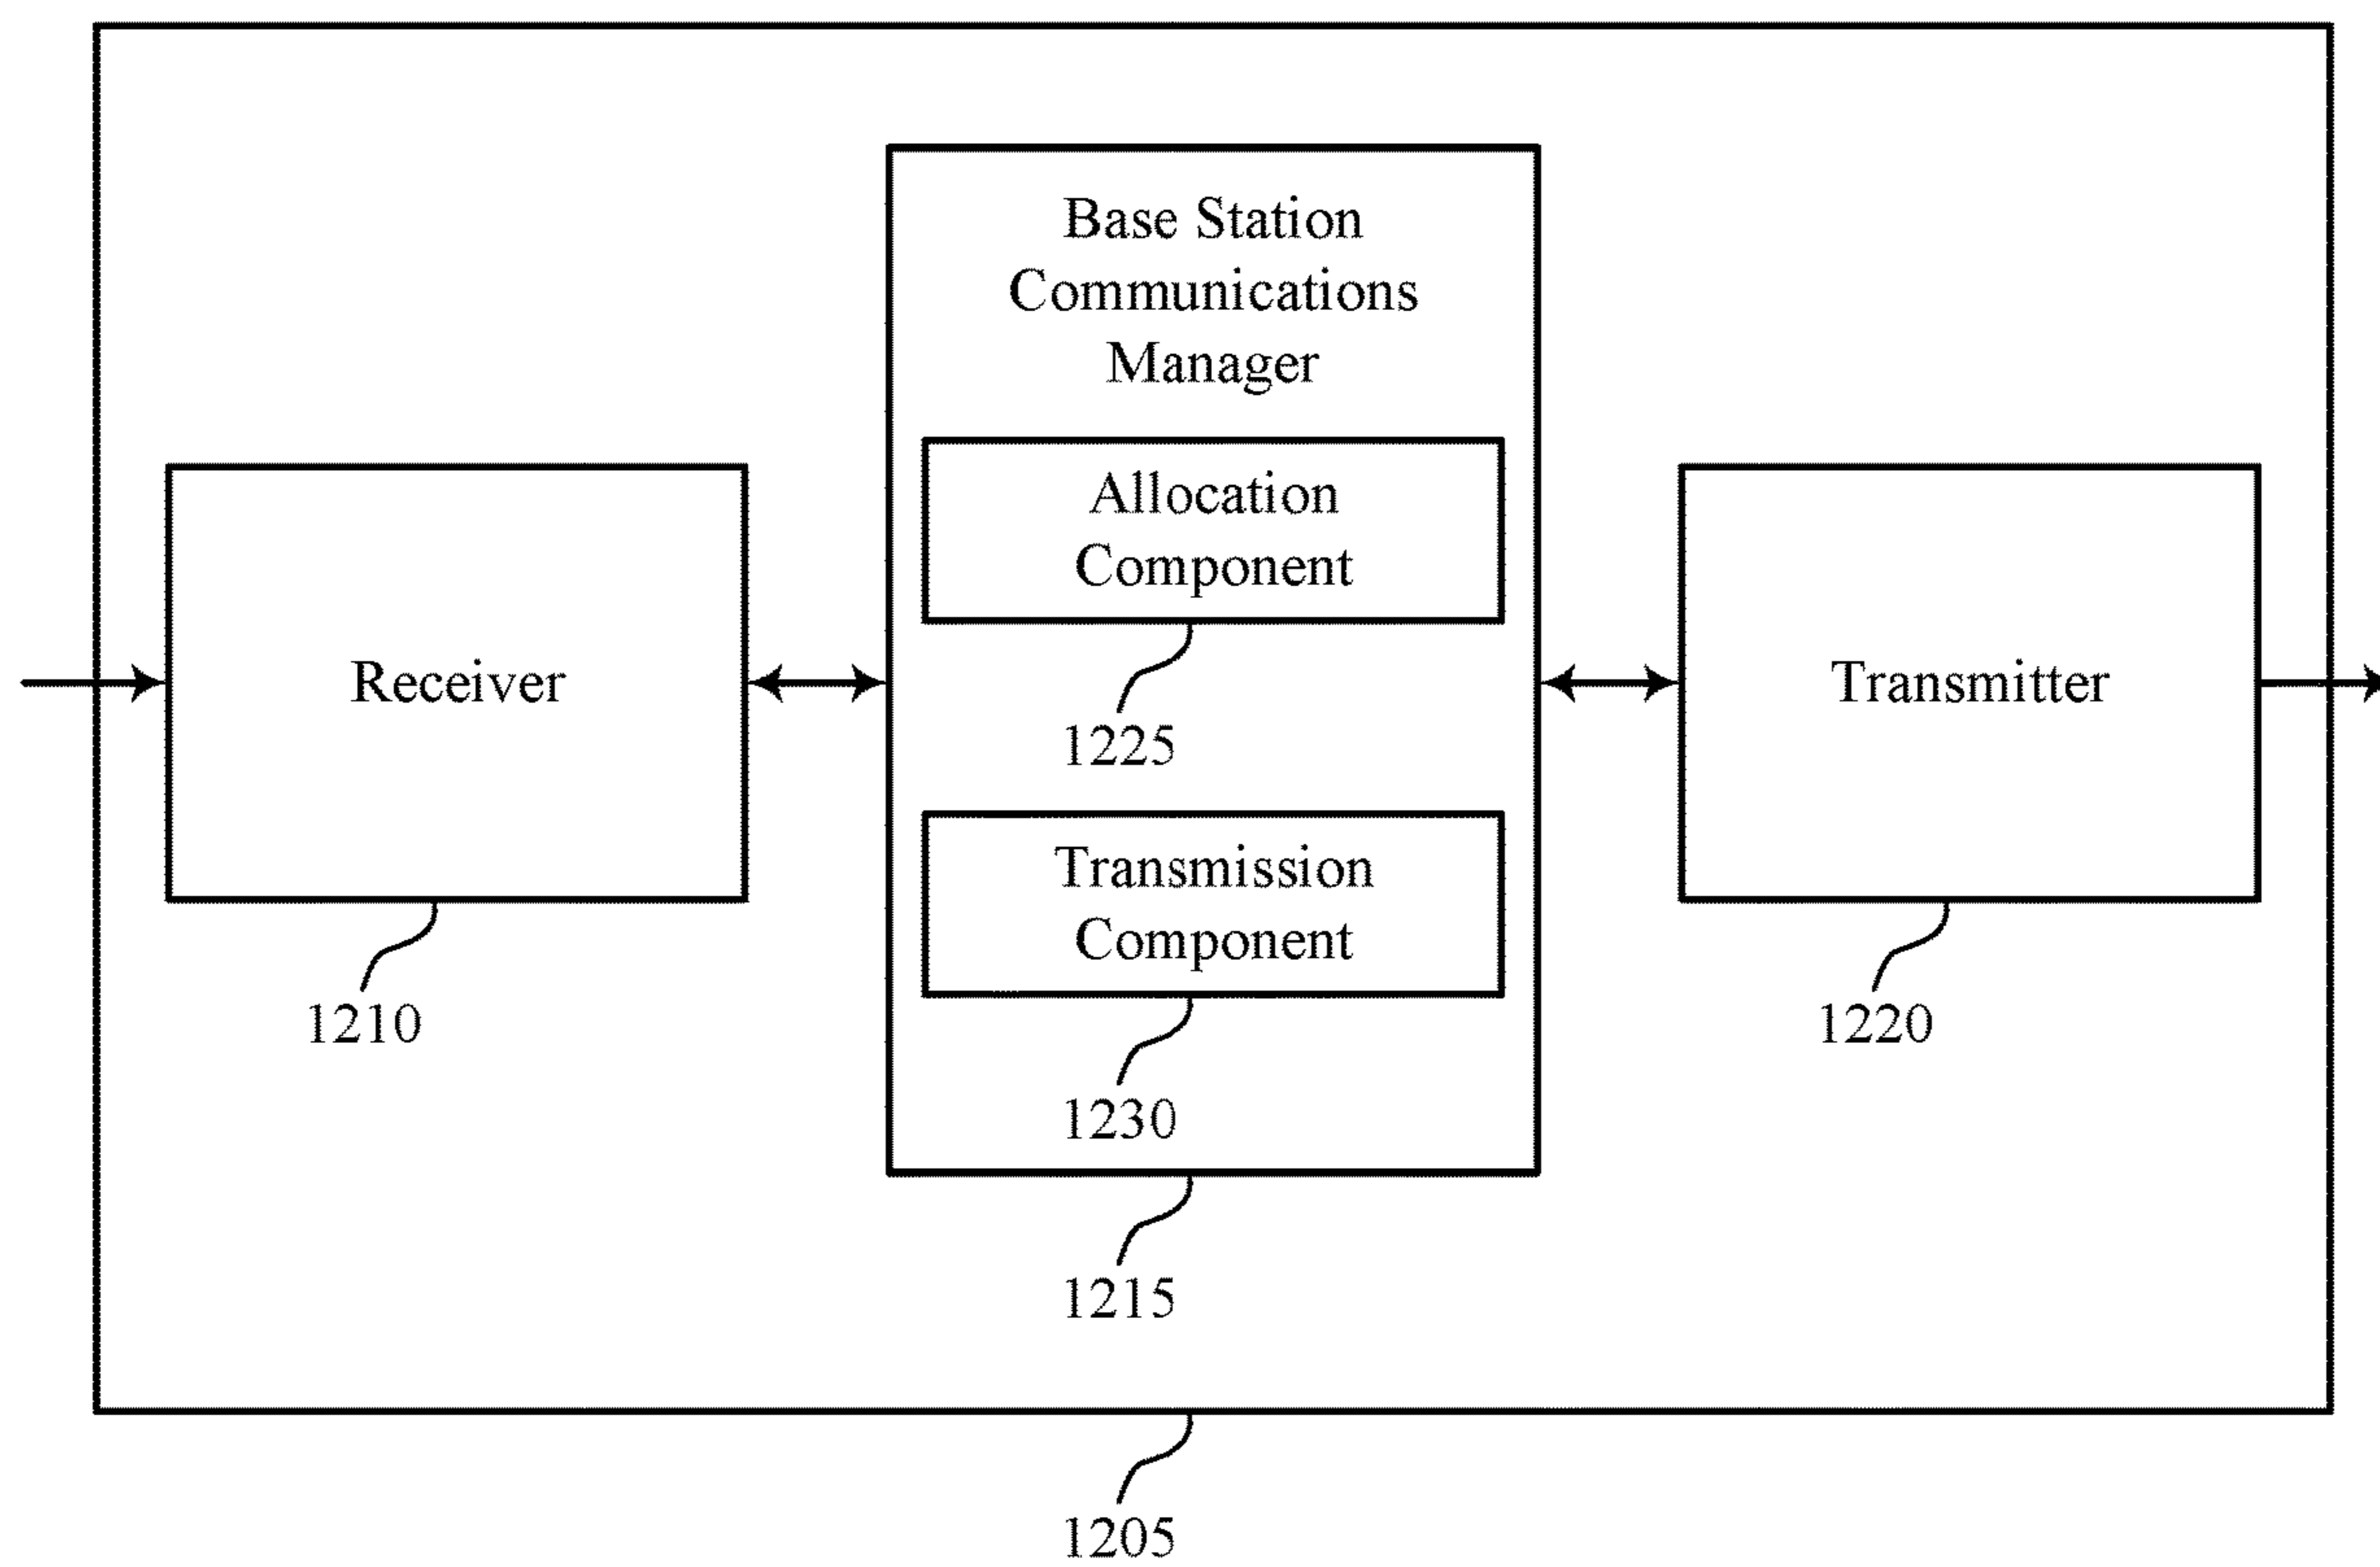 Base Station
Communications
Manager
Allocation
Component
Receiver
Transmitter
1225
Transmission
Component
1210
1220
1230
1215
1205